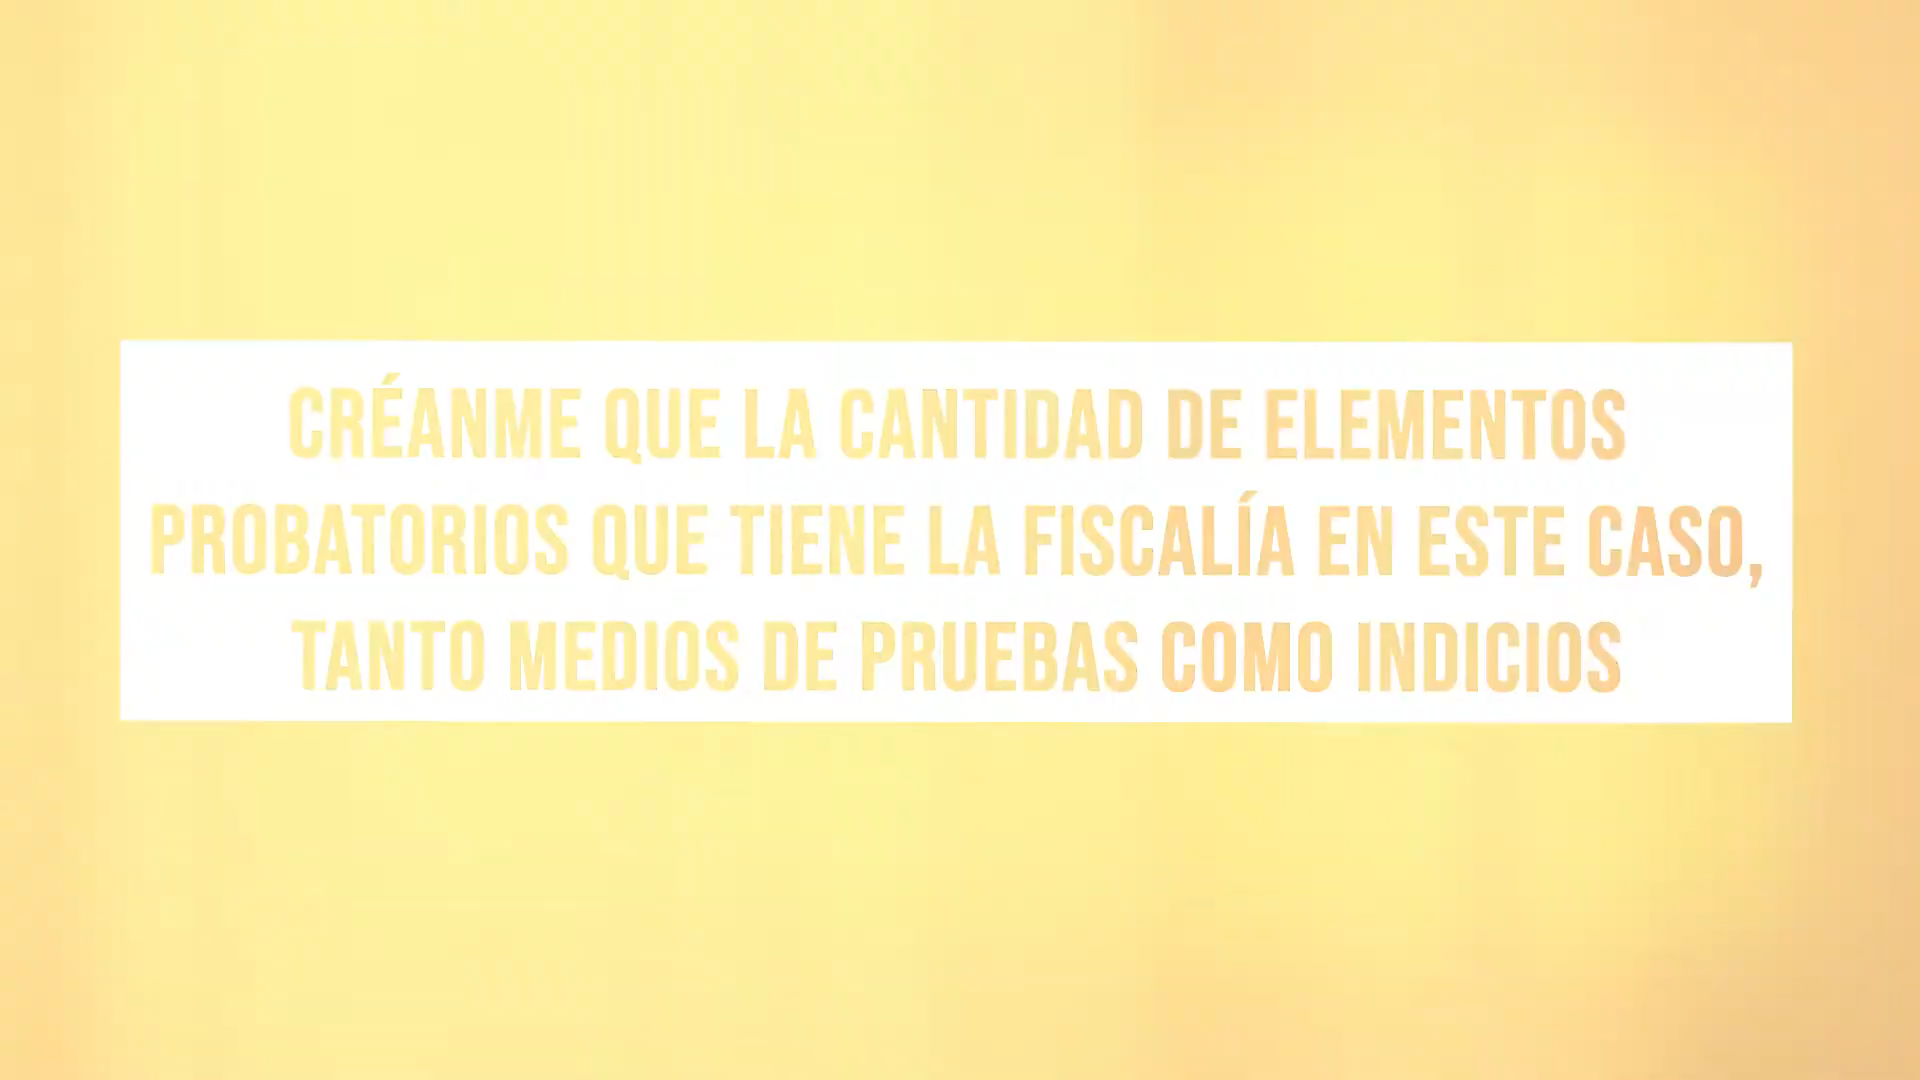 CRÉANME QUE LA CANTIDAD DE ELEMENTOS
PROBATORIOS QUE TIENE LA FISCALÍA EN ESTE CASO,
TANTO MEDIOS DE PRUEBAS COMO INDICIOS